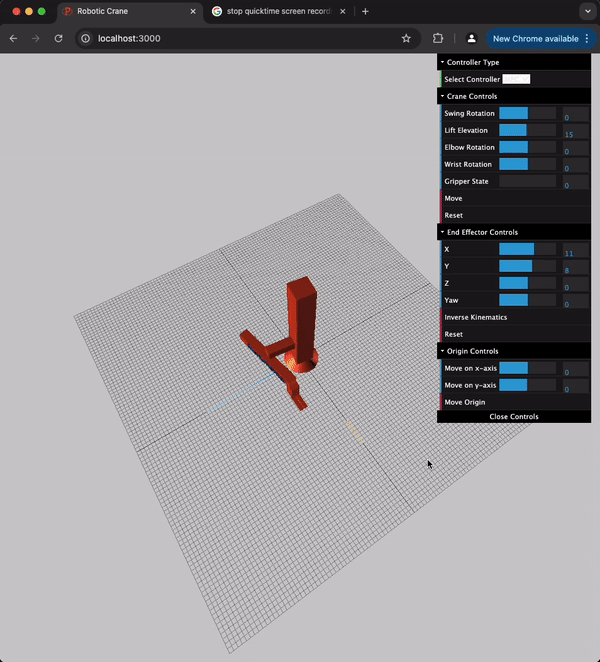 Robotic Crane
stop quicktime screen record
localhost:3000
New Chrome available
Controller Type
Select Controller
Crane Controls
Swing Rotation 0
Lift Elevation 15
Elbow Rotation 0
Wrist Rotation 0
Gripper State 0
Move
Reset
End Effector Controls
X 11
Y 8
Z 0
Yaw 0
Inverse Kinematics
Reset
Origin Controls
Move on x-axis 0
Move on y-axis 0
Move Origin
Close Controls